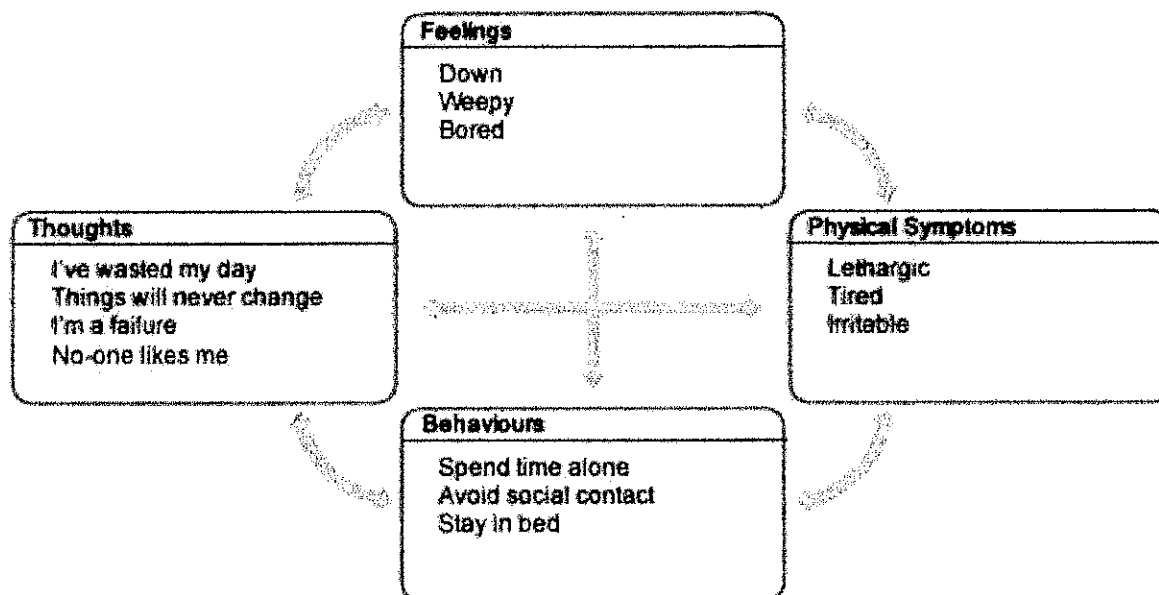 Feelings
Down
Weepy
Bored
Thoughts
I've wasted my day
Things will never change
I'm a failure
No-one likes me
Physical Symptoms
Lethargic
Tired
Irritable
Behaviours
Spend time alone
Avoid social contact
Stay in bed